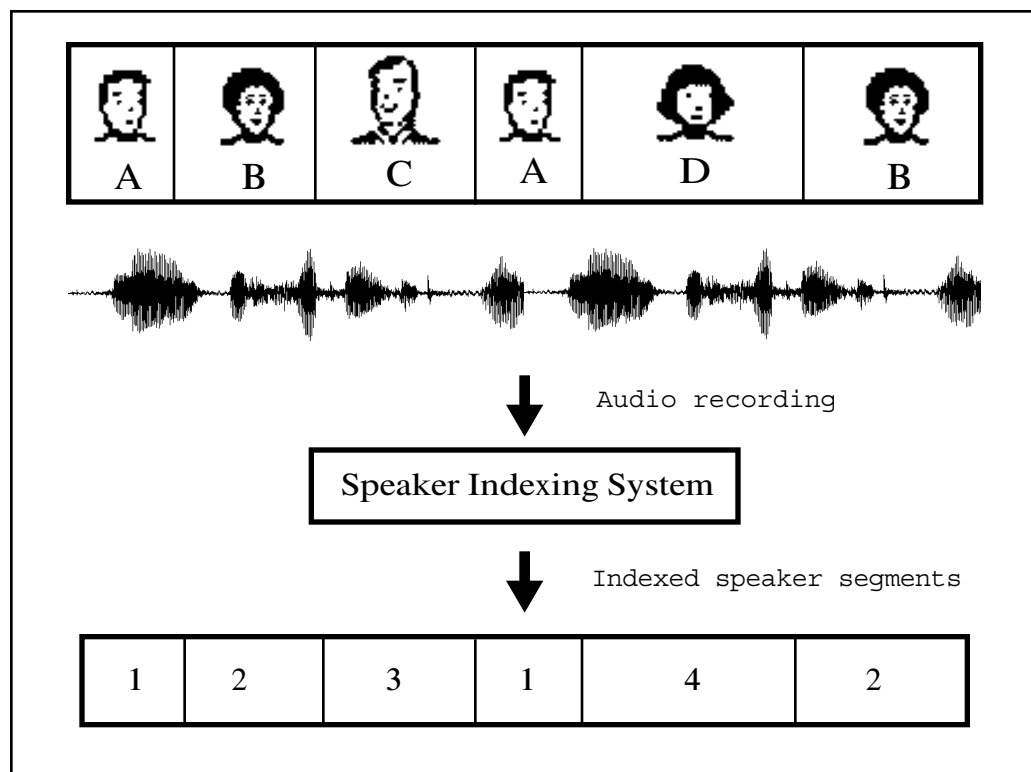 A B C A D B
Audio recording
Speaker Indexing System
Indexed speaker segments
1 2 3 1 4 2